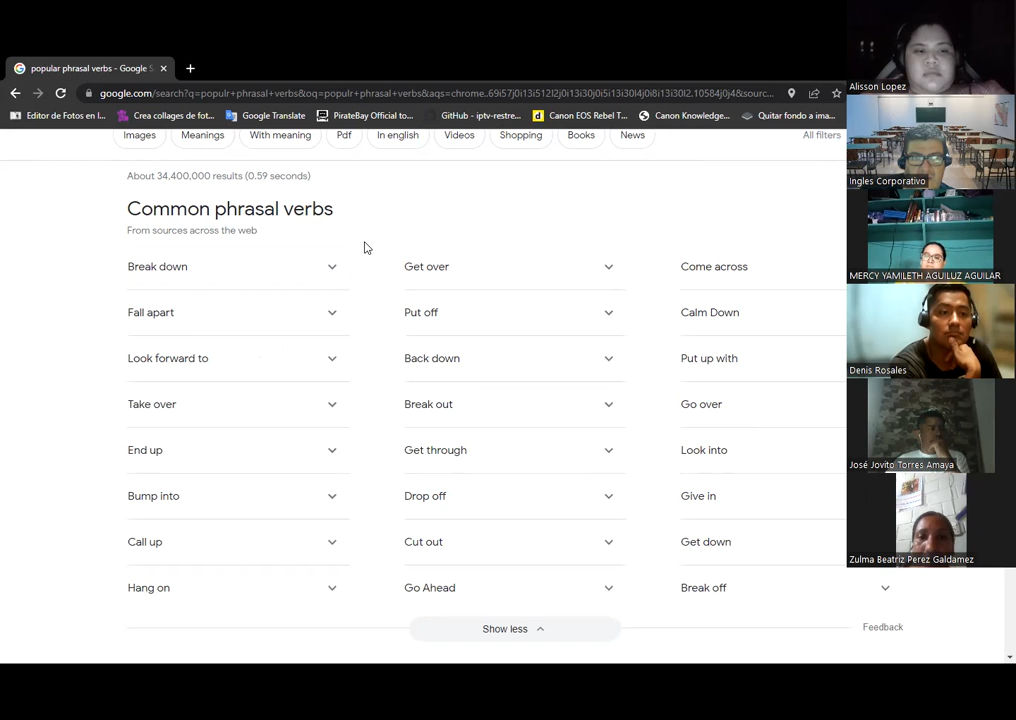 popular phrasal verbs - Google S
google.com/search?q=populr+phrasal+verbs&oq=populr+phrasal+verbs&aqs=chrome..69i57j0i13i512l2j0i13i30j0i5i13i30l4j0i8i13i30l2.10584j0j4&sourc...
Editor de Fotos en l...
Crea collages de fot...
Google Translate
PirateBay Official to...
GitHub - iptv-restre...
Canon EOS Rebel T...
Canon Knowledge...
Quitar fondo a ima...
Images
Meanings
With meaning
Pdf
In english
Videos
Shopping
Books
News
All filters
About 34,400,000 results (0.59 seconds)
Common phrasal verbs
From sources across the web
Break down
Get over
Come across
Fall apart
Put off
Calm Down
Look forward to
Back down
Put up with
Take over
Break out
Go over
End up
Get through
Look into
Bump into
Drop off
Give in
Call up
Cut out
Get down
Hang on
Go Ahead
Break off
Show less
Feedback
Alisson Lopez
Ingles Corporativo
MERCY YAMILETH AGUILUZ AGUILAR
Denis Rosales
José Jovito Torres Amaya
Zulma Beatriz Perez Galdamez